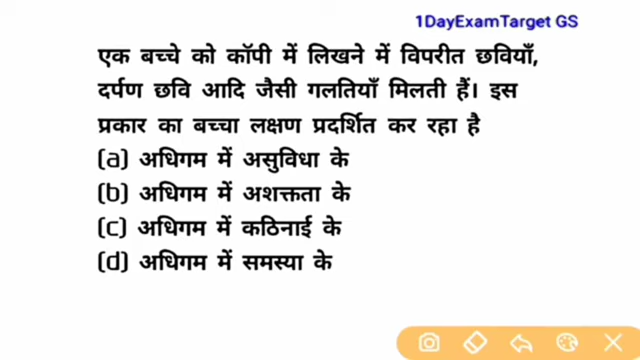 1DayExamTarget GS
एक बच्चे को कॉपी में लिखने में विपरीत छवियाँ,
दर्पण छवि आदि जैसी गलतियाँ मिलती हैं। इस
प्रकार का बच्चा लक्षण प्रदर्शित कर रहा है
(a) अधिगम में असुविधा के
(b) अधिगम में अशक्तता के
(c) अधिगम में कठिनाई के
(d) अधिगम में समस्या के